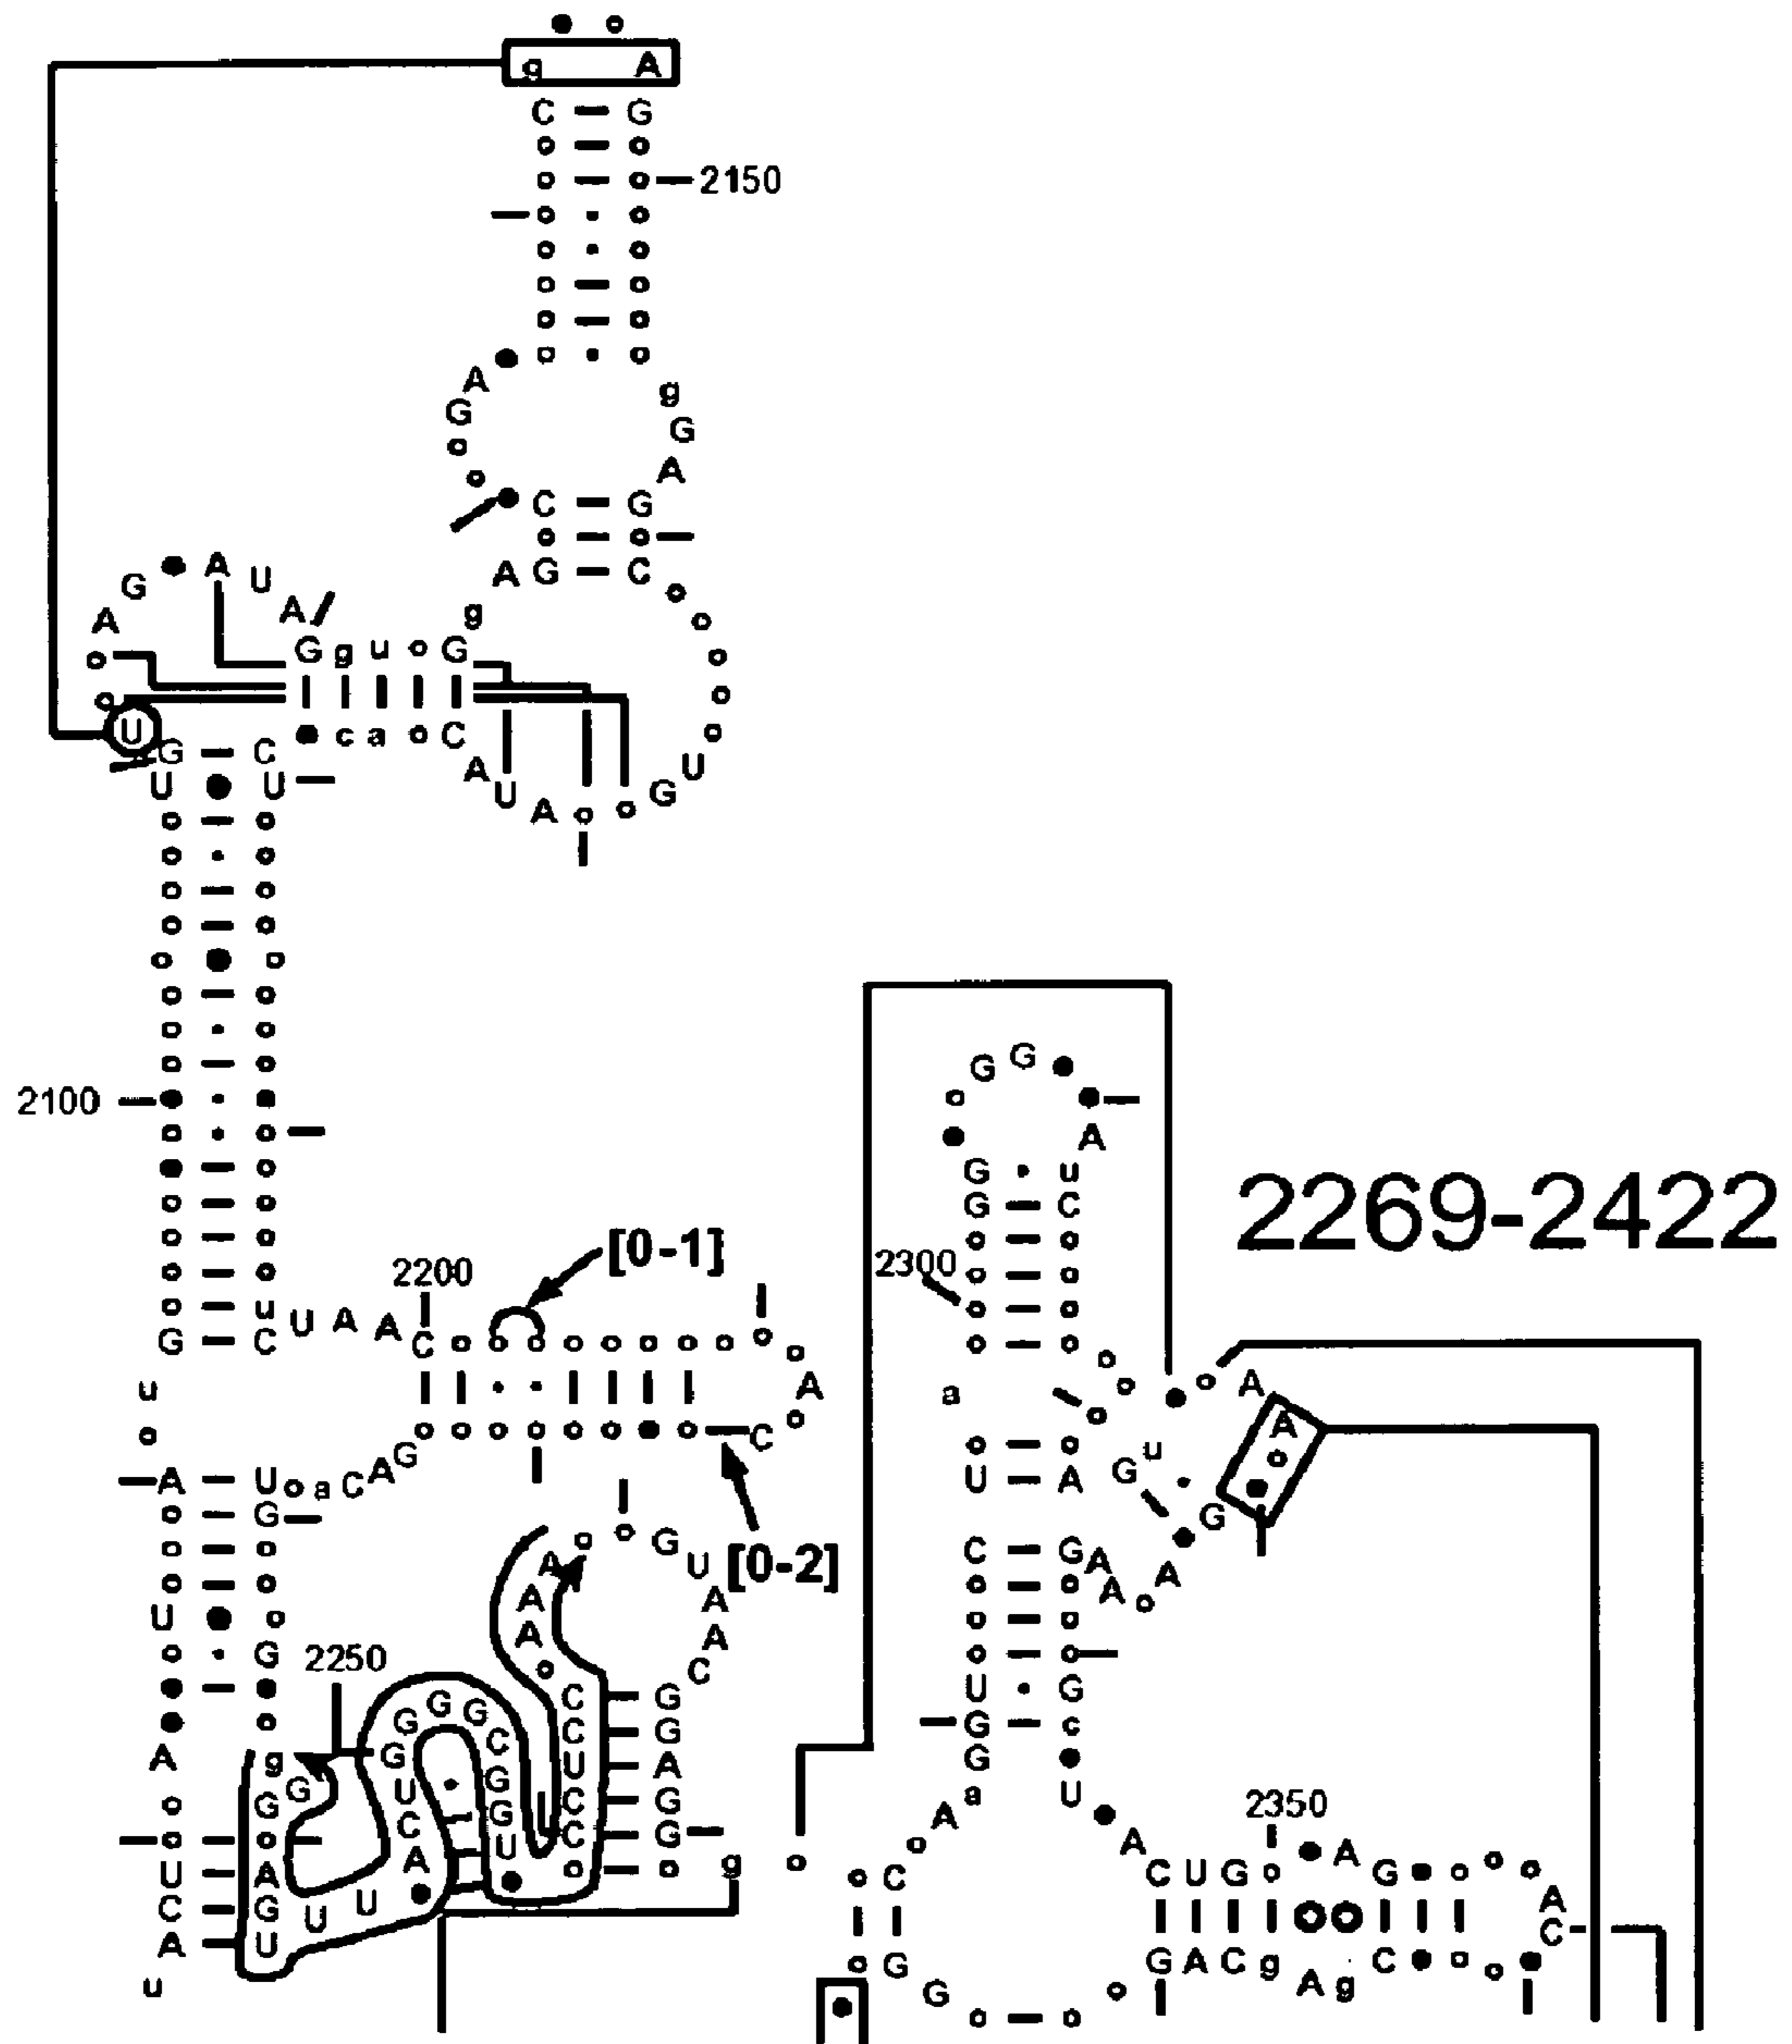 g A
C G
2150
A g
G G
A
C G
A G C
G A U
A A g
G g u G
U c a C
G C A U
U U U A G
2100
2269-2422
G G
A
G u
G C
[0-1]
2200 2300
u
G C U A A C
u A a A
A
C
G u
A U a C A G G U A
G
C G A G
A G U [0-2] A A A
A A
U A A
G
2250 C
G G C G U G
G G C G G c
A g G C U A G
G U G
G C G C G a U 2350
U A A U C G A A
U A G C U G A G
C G U U g C A
A U C
G G A C g C
u G A g